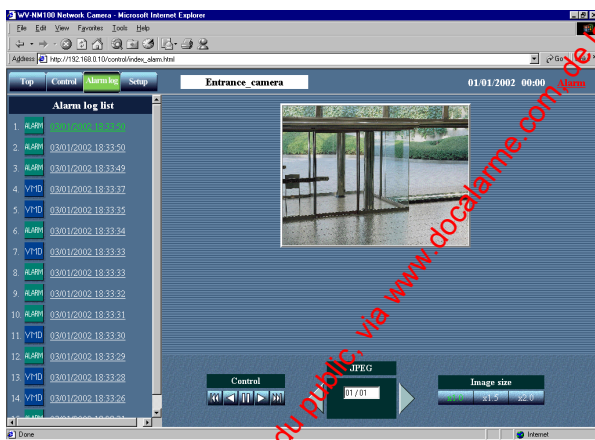 WV-NM100 Network Camera - Microsoft Internet Explorer
File Edit View Favorites Tools Help
Address http://192.168.0.10/control/index_alarm.html Go
Top Control Alarm log Setup Entrance_camera 01/01/2002 00:00 Alarm
Alarm log list
1. ALARM 03/01/2002 18:33:50
2. ALARM 03/01/2002 18:33:50
3. ALARM 03/01/2002 18:33:49
4. VMD 03/01/2002 18:33:37
5. VMD 03/01/2002 18:33:35
6. ALARM 03/01/2002 18:33:34
7. VMD 03/01/2002 18:33:33
8. ALARM 03/01/2002 18:33:33
9. ALARM 03/01/2002 18:33:32
10. ALARM 03/01/2002 18:33:31
11. VMD 03/01/2002 18:33:30
12. ALARM 03/01/2002 18:33:29
13. VMD 03/01/2002 18:33:28
14. VMD 03/01/2002 18:33:26
Control
JPEG
01 / 01
Image size
x1.5 x2.0
Done
Internet
du public, via www.docalarme.com, de